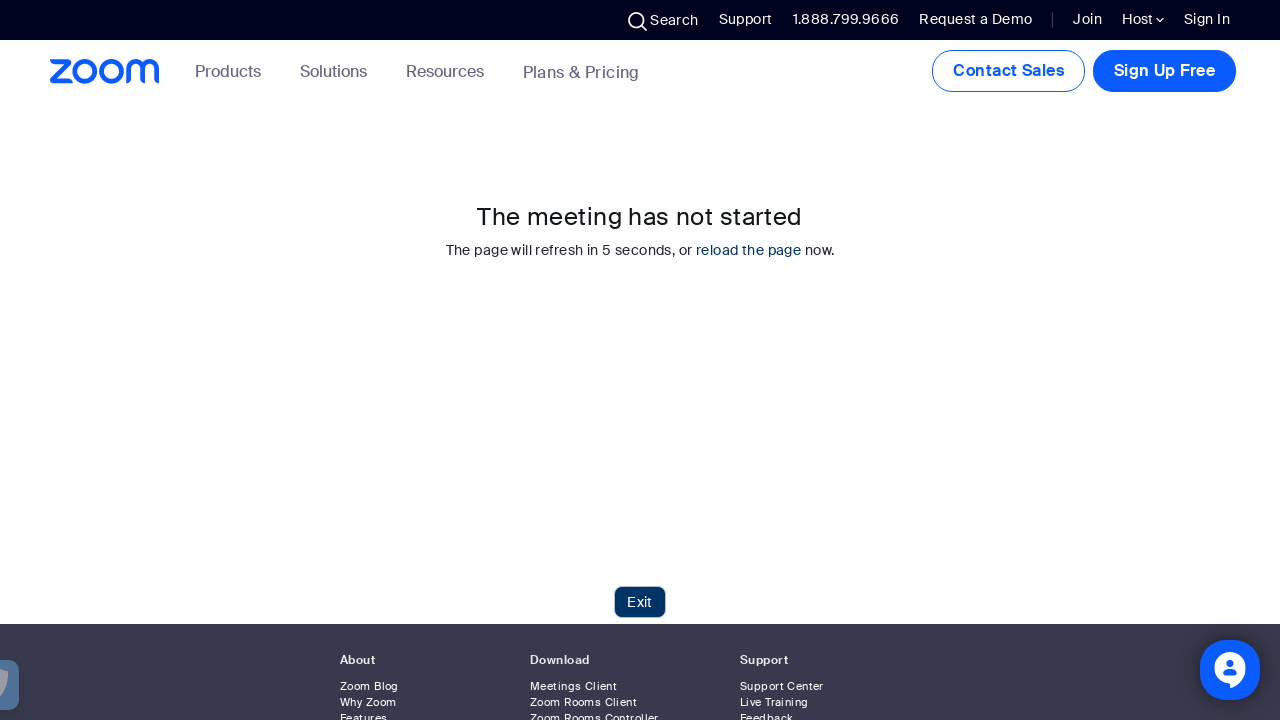 Search Support 1.888.799.9666 Request a Demo Join Host Sign In
zoom Products Solutions Resources Plans & Pricing Contact Sales Sign Up Free
The meeting has not started
The page will refresh in 5 seconds, or reload the page now.
Exit
About Download Support
Zoom Blog Meetings Client Support Center
Why Zoom Zoom Rooms Client Live Training
Features Zoom Rooms Controller Feedback